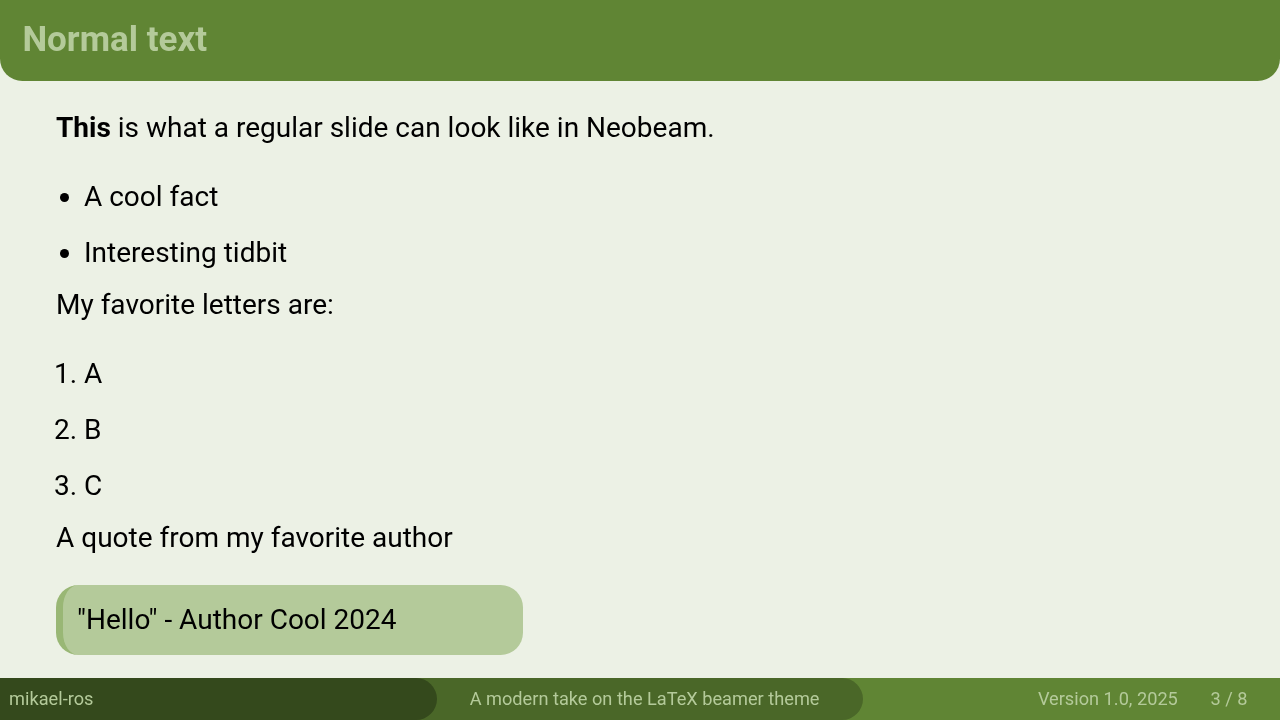 Normal text
This is what a regular slide can look like in Neobeam.
• A cool fact
• Interesting tidbit
My favorite letters are:
1. A
2. B
3. C
A quote from my favorite author
"Hello" - Author Cool 2024
mikael-ros
A modern take on the LaTeX beamer theme
Version 1.0, 2025
3 / 8